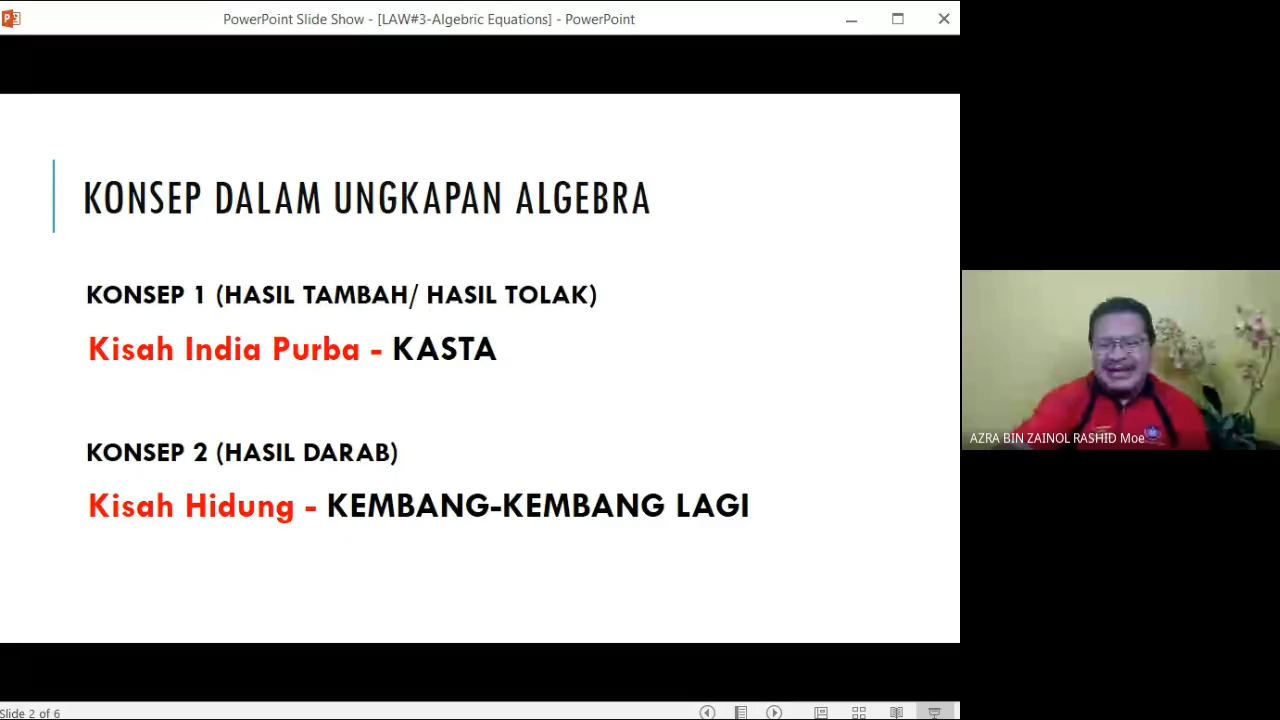 PowerPoint Slide Show - [LAW#3-Algebric Equations] - PowerPoint
KONSEP DALAM UNGKAPAN ALGEBRA
KONSEP 1 (HASIL TAMBAH/ HASIL TOLAK)
Kisah India Purba - KASTA
KONSEP 2 (HASIL DARAB)
Kisah Hidung - KEMBANG-KEMBANG LAGI
AZRA BIN ZAINOL RASHID Moe
Slide 2 of 6